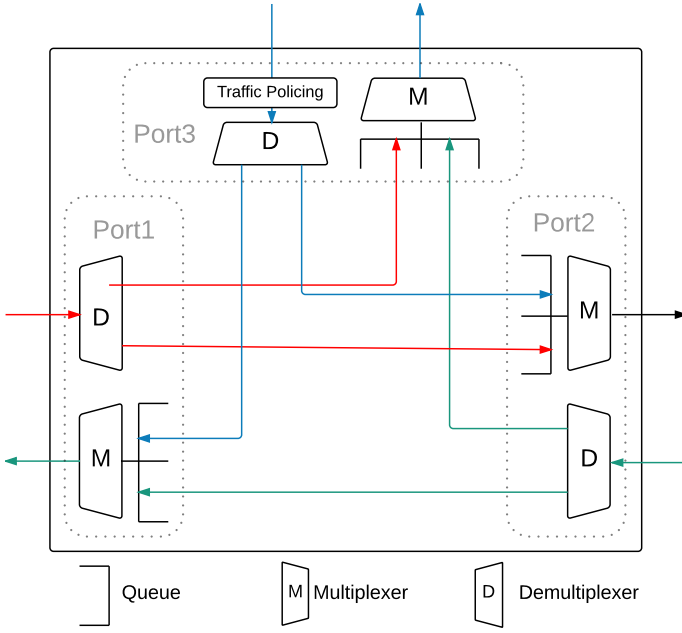 Traffic Policing
M
Port3
D
Port1
Port2
D
M
M
D
Queue
M
Multiplexer
D
Demultiplexer